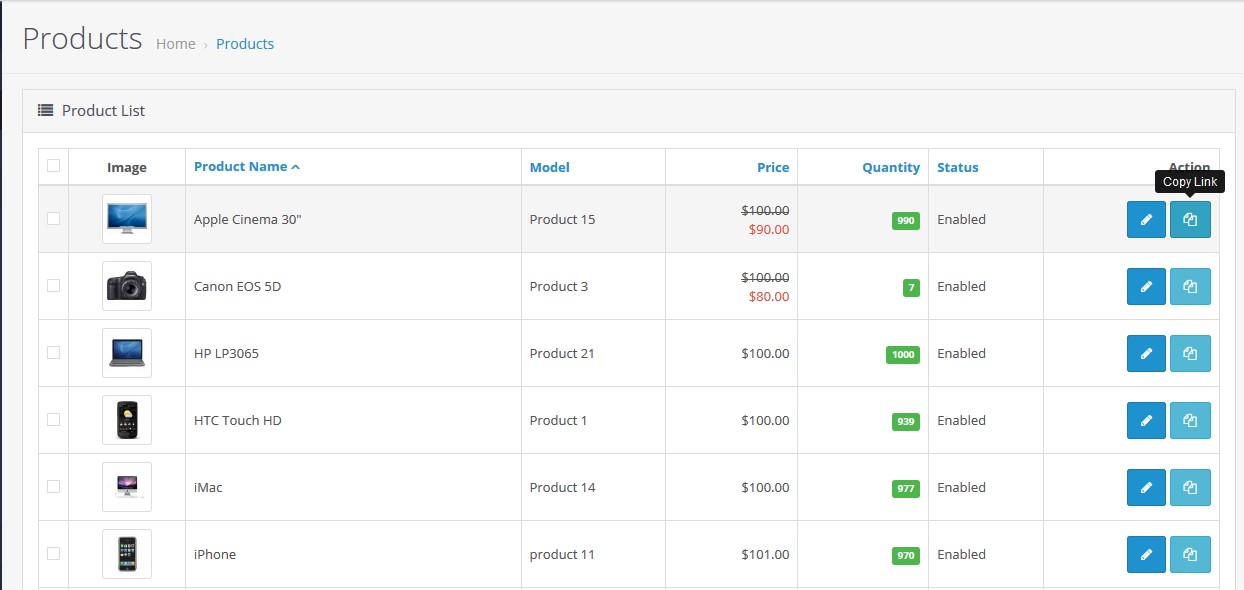 Products Home › Products
Product List
Image Product Name Model Price Quantity Status Action
Copy Link
Apple Cinema 30" Product 15 $100.00 $90.00 990 Enabled
Canon EOS 5D Product 3 $100.00 $80.00 7 Enabled
HP LP3065 Product 21 $100.00 1000 Enabled
HTC Touch HD Product 1 $100.00 939 Enabled
iMac Product 14 $100.00 977 Enabled
iPhone product 11 $101.00 970 Enabled